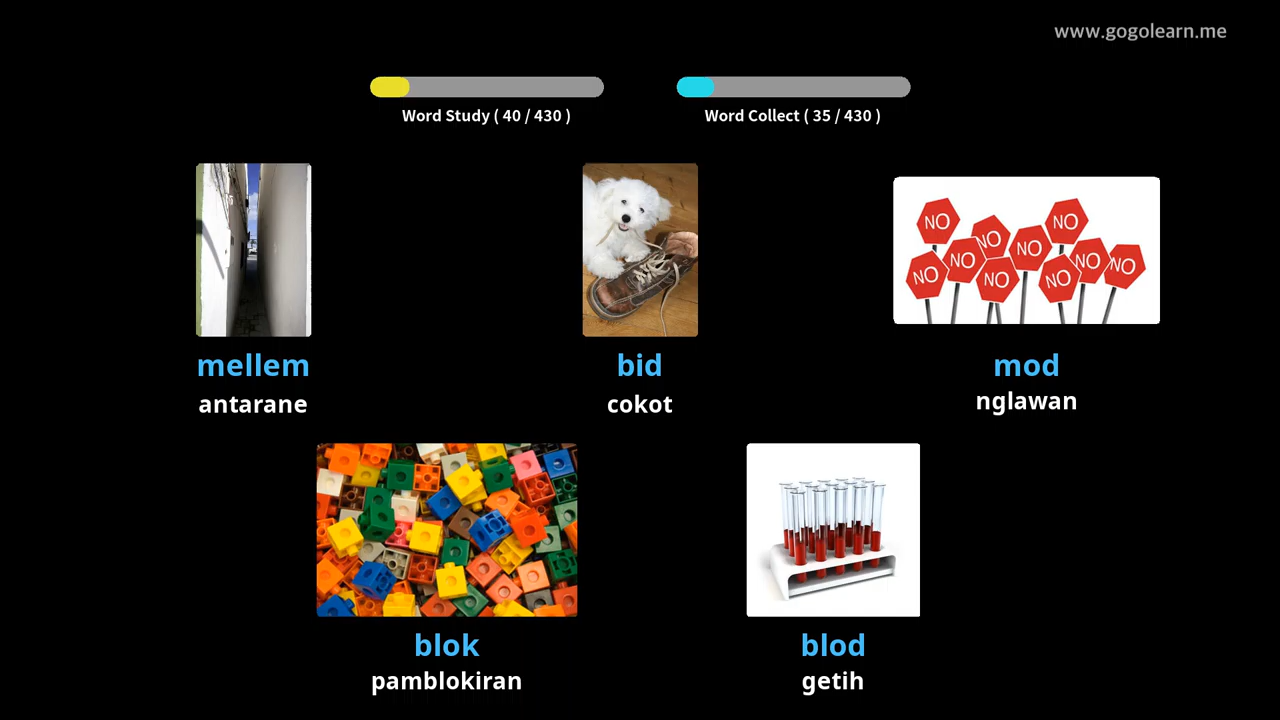 www.gogolearn.me
Word Study ( 40 / 430 )
Word Collect ( 35 / 430 )
NO
NO
NO
NO
NO
NO
NO
NO
NO
NO
mellem
antarane
bid
cokot
mod
nglawan
blok
pamblokiran
blod
getih